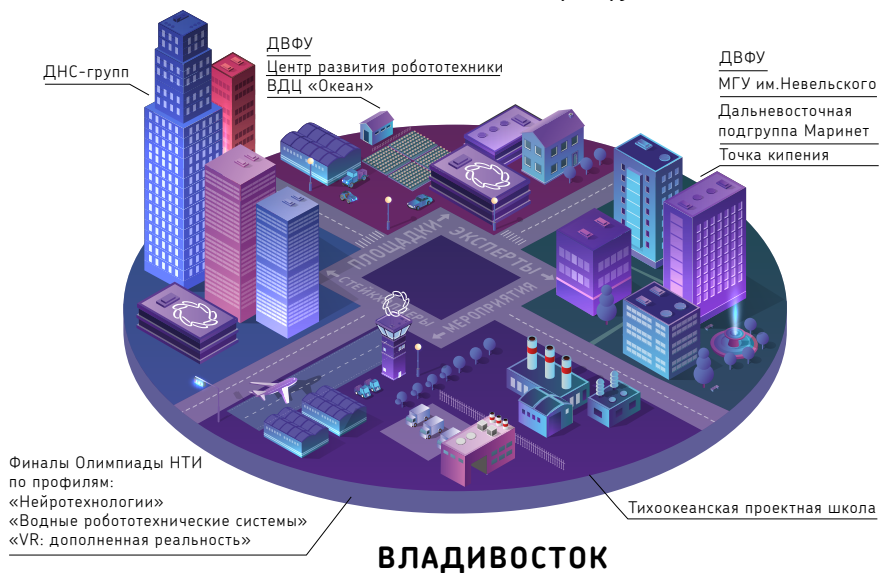 ДНС-групп
ДВФУ
Центр развития робототехники
ВДЦ «Океан»
ДВФУ
МГУ им.Невельского
Дальневосточная
подгруппа Маринет
Точка кипения
ПЛОЩАДКИ
ЭКСПЕРТЫ
МЕРОПРИЯТИЯ
Финалы Олимпиады НТИ
по профилям:
«Нейротехнологии»
«Водные робототехнические системы»
«VR: дополненная реальность»
Тихоокеанская проектная школа
ВЛАДИВОСТОК